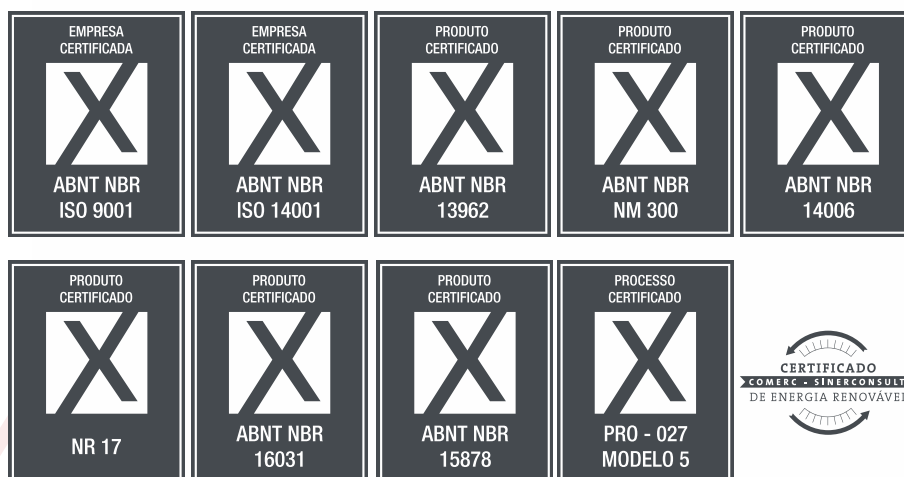 EMPRESA
CERTIFICADA
X
ABNT NBR
ISO 9001
EMPRESA
CERTIFICADA
X
ABNT NBR
ISO 14001
PRODUTO
CERTIFICADO
X
ABNT NBR
13962
PRODUTO
CERTIFICADO
X
ABNT NBR
NM 300
PRODUTO
CERTIFICADO
X
ABNT NBR
14006
PRODUTO
CERTIFICADO
X
NR 17
PRODUTO
CERTIFICADO
X
ABNT NBR
16031
PRODUTO
CERTIFICADO
X
ABNT NBR
15878
PROCESSO
CERTIFICADO
X
PRO - 027
MODELO 5
CERTIFICADO
COMERC - SINERCONSULT
DE ENERGIA RENOVÁVE